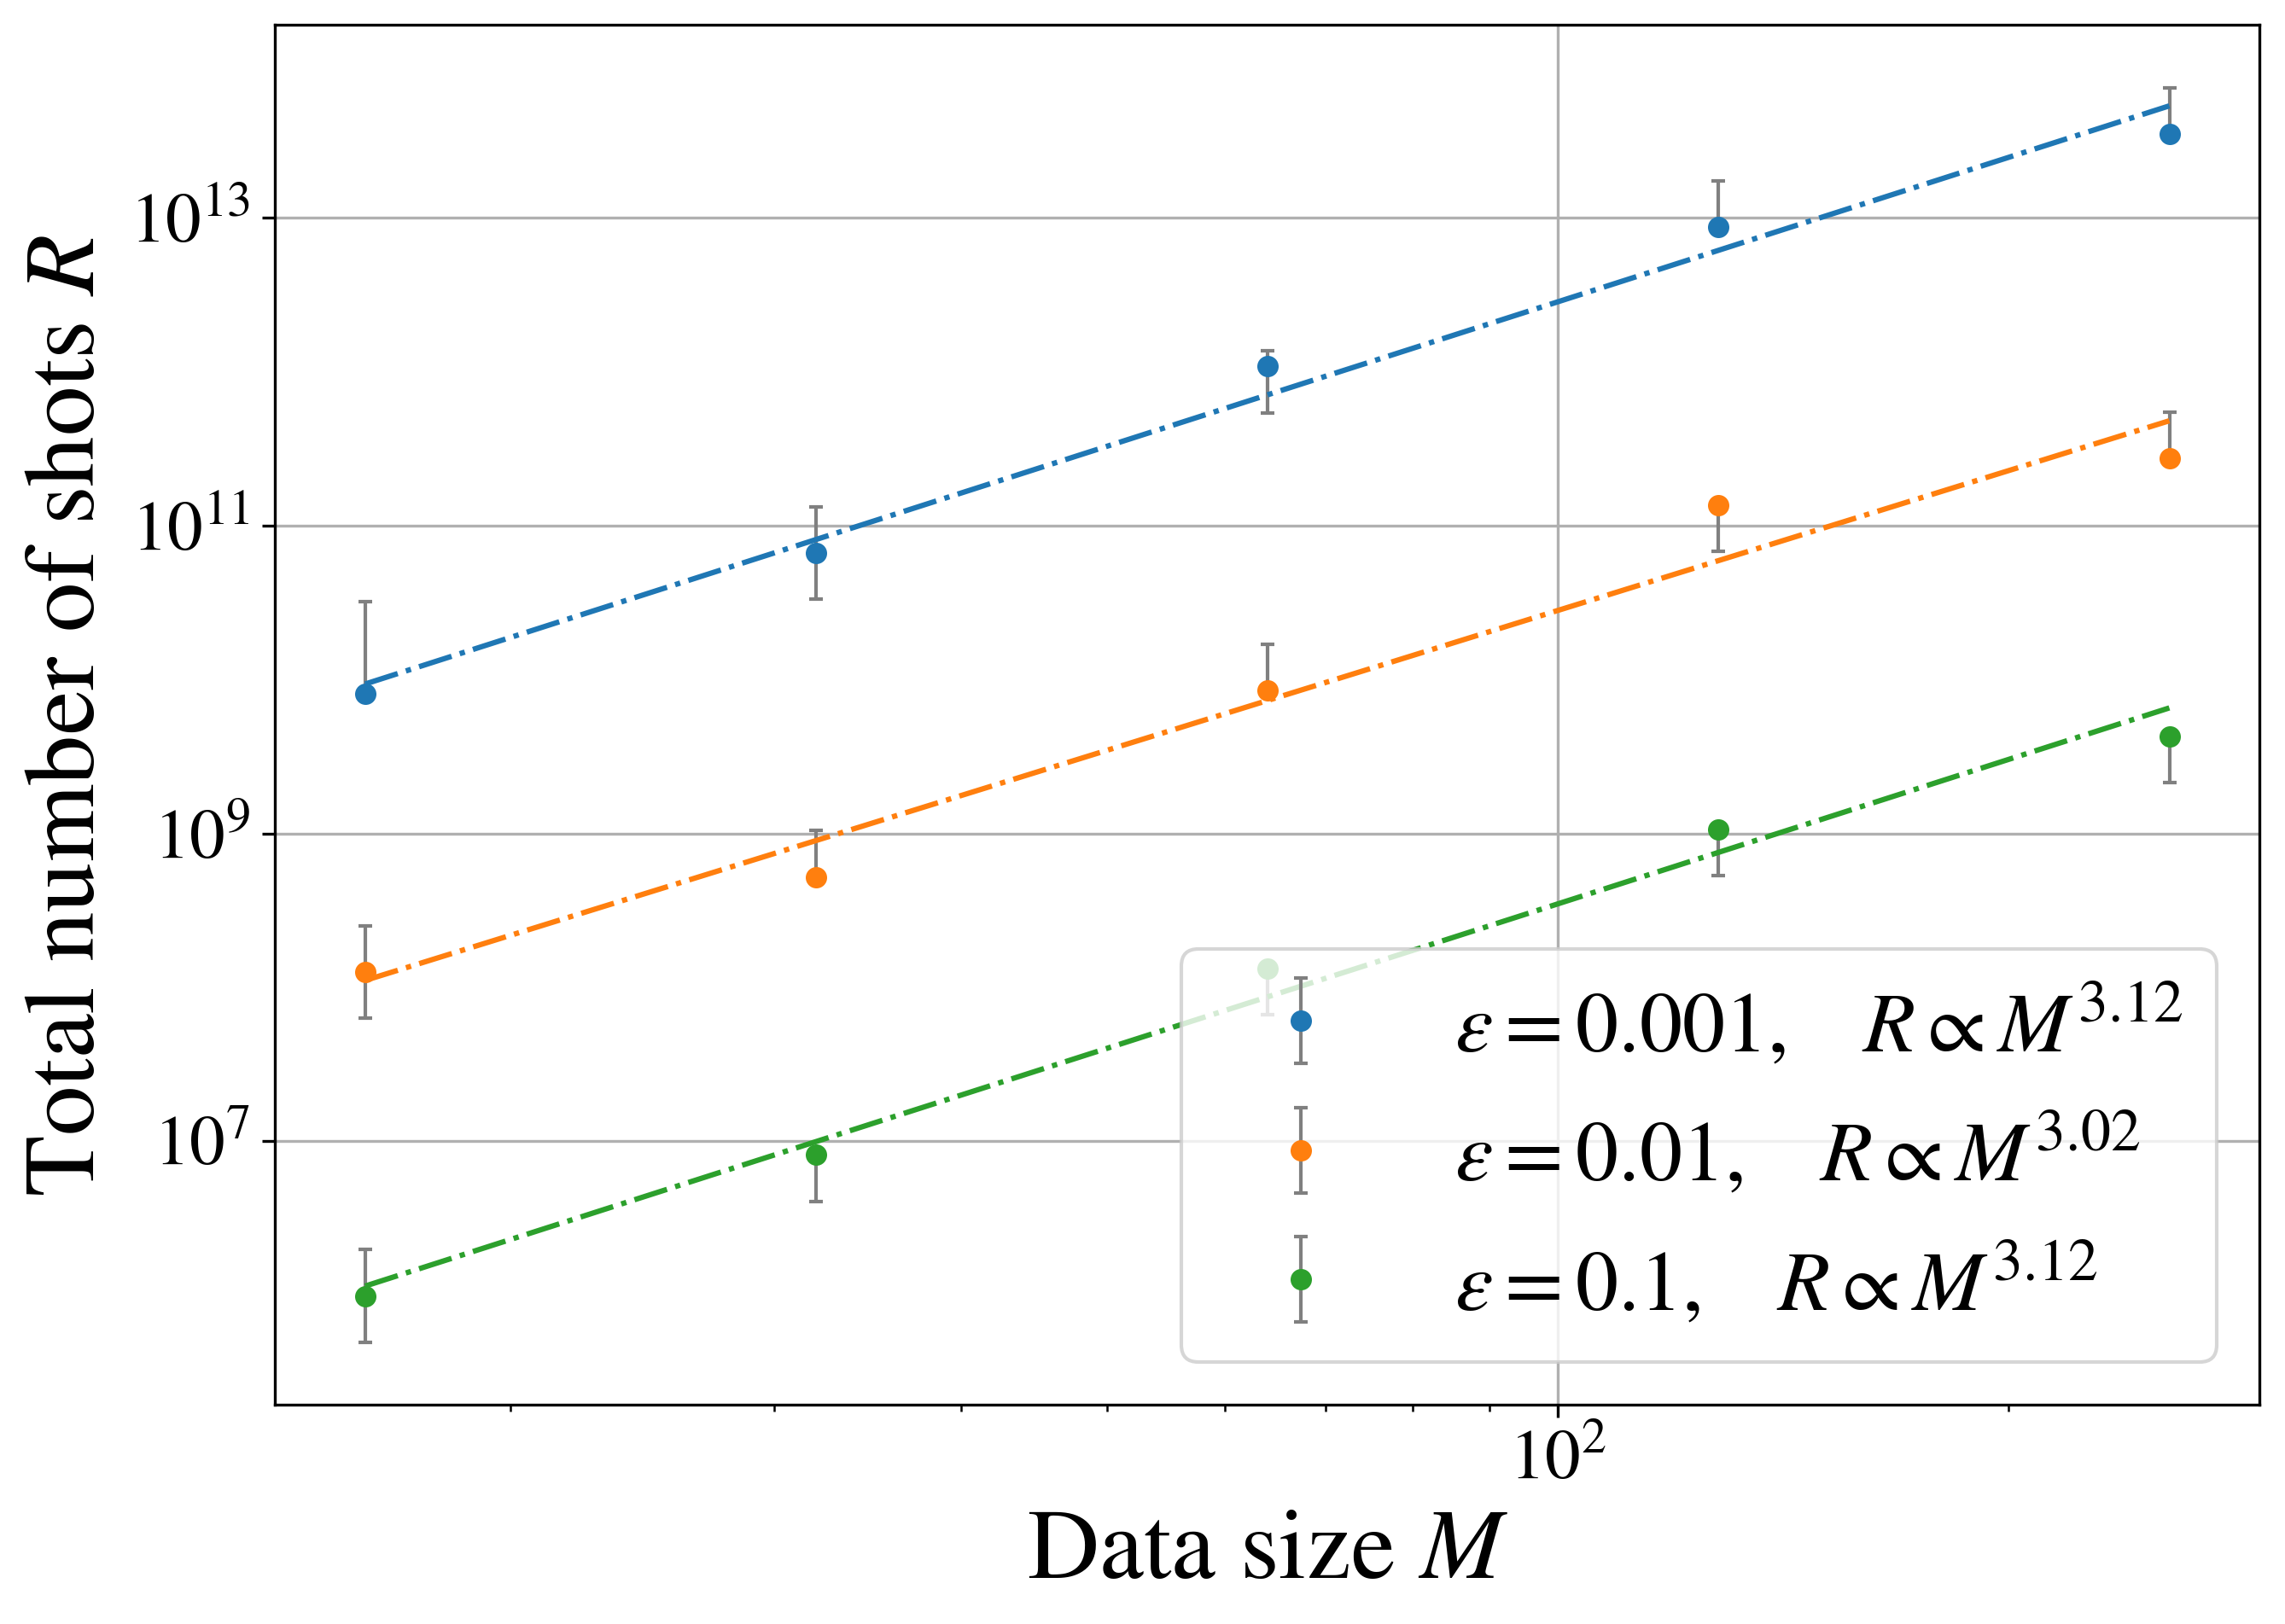 Total number of shots R
10^13
10^11
10^9
10^7
ε = 0.001, R ∝ M^3.12
ε = 0.01, R ∝ M^3.02
ε = 0.1, R ∝ M^3.12
10^2
Data size M